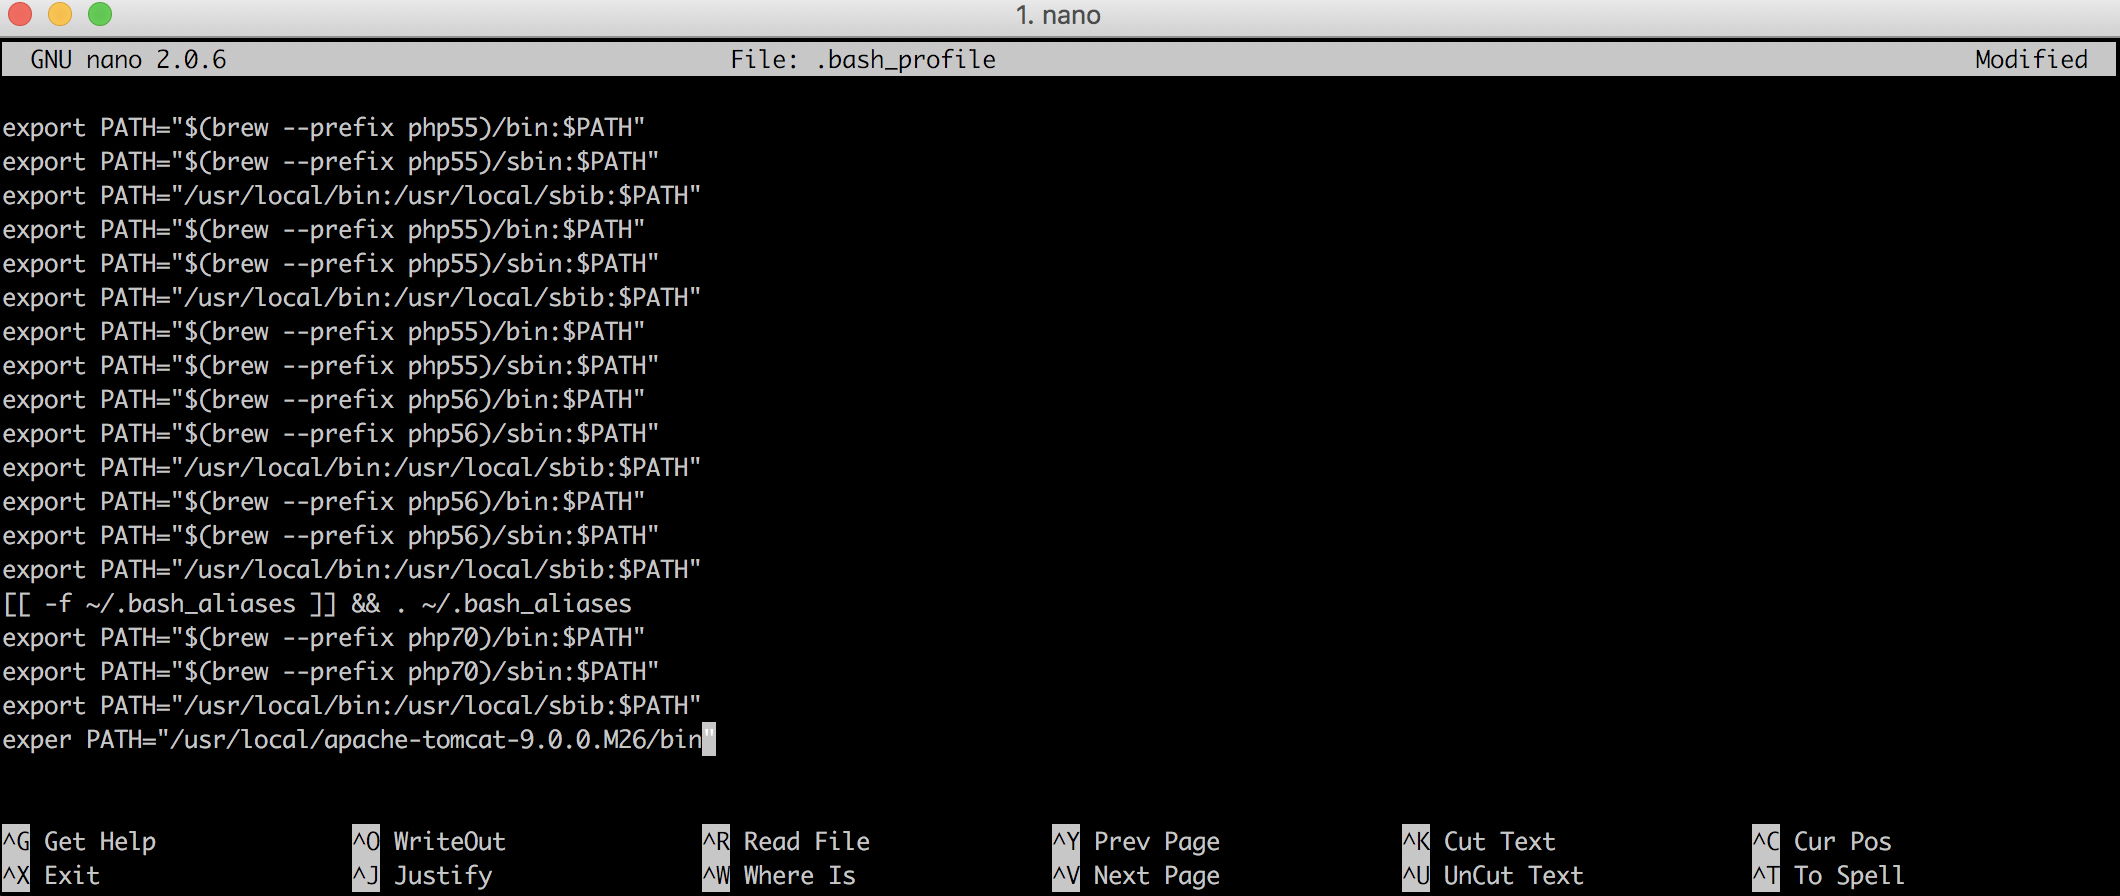 1. nano
GNU nano 2.0.6 File: .bash_profile Modified
export PATH="$(brew --prefix php55)/bin:$PATH"
export PATH="$(brew --prefix php55)/sbin:$PATH"
export PATH="/usr/local/bin:/usr/local/sbib:$PATH"
export PATH="$(brew --prefix php55)/bin:$PATH"
export PATH="$(brew --prefix php55)/sbin:$PATH"
export PATH="/usr/local/bin:/usr/local/sbib:$PATH"
export PATH="$(brew --prefix php55)/bin:$PATH"
export PATH="$(brew --prefix php55)/sbin:$PATH"
export PATH="$(brew --prefix php56)/bin:$PATH"
export PATH="$(brew --prefix php56)/sbin:$PATH"
export PATH="/usr/local/bin:/usr/local/sbib:$PATH"
export PATH="$(brew --prefix php56)/bin:$PATH"
export PATH="$(brew --prefix php56)/sbin:$PATH"
export PATH="/usr/local/bin:/usr/local/sbib:$PATH"
[[ -f ~/.bash_aliases ]] && . ~/.bash_aliases
export PATH="$(brew --prefix php70)/bin:$PATH"
export PATH="$(brew --prefix php70)/sbin:$PATH"
export PATH="/usr/local/bin:/usr/local/sbib:$PATH"
exper PATH="/usr/local/apache-tomcat-9.0.0.M26/bin"
^G Get Help ^O WriteOut ^R Read File ^Y Prev Page ^K Cut Text ^C Cur Pos
^X Exit ^J Justify ^W Where Is ^V Next Page ^U UnCut Text ^T To Spell